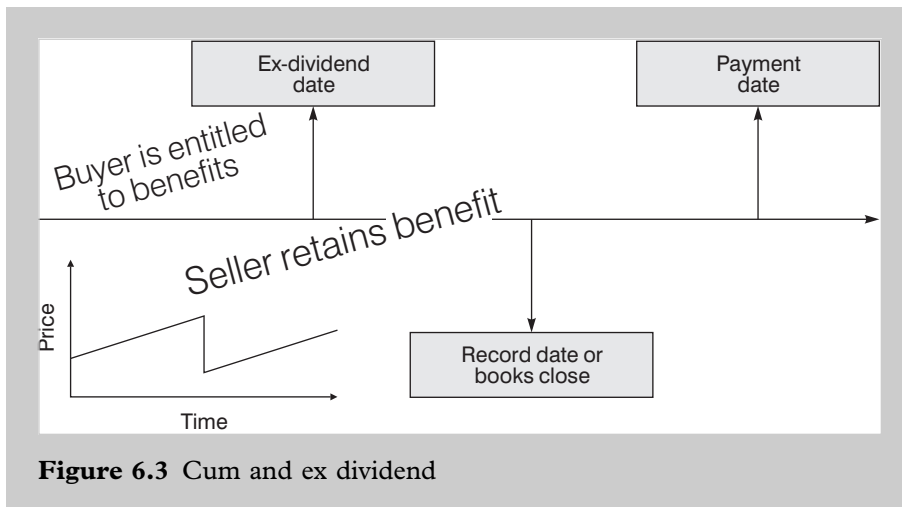 Ex-dividend
date
Payment
date
Buyer is entitled
to benefits
Seller retains benefit
Price
Time
Record date or
books close
Figure 6.3 Cum and ex dividend